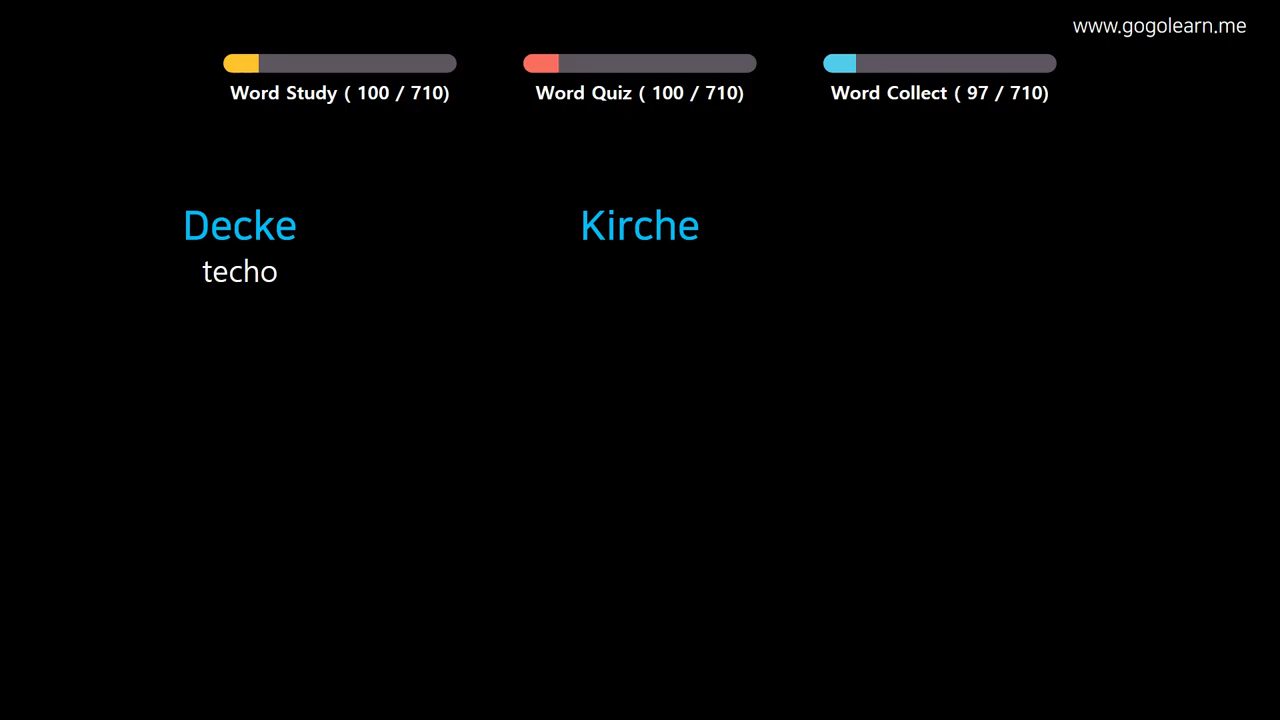 www.gogolearn.me
Word Study ( 100 / 710)
Word Quiz ( 100 / 710)
Word Collect ( 97 / 710)
Decke
Kirche
techo